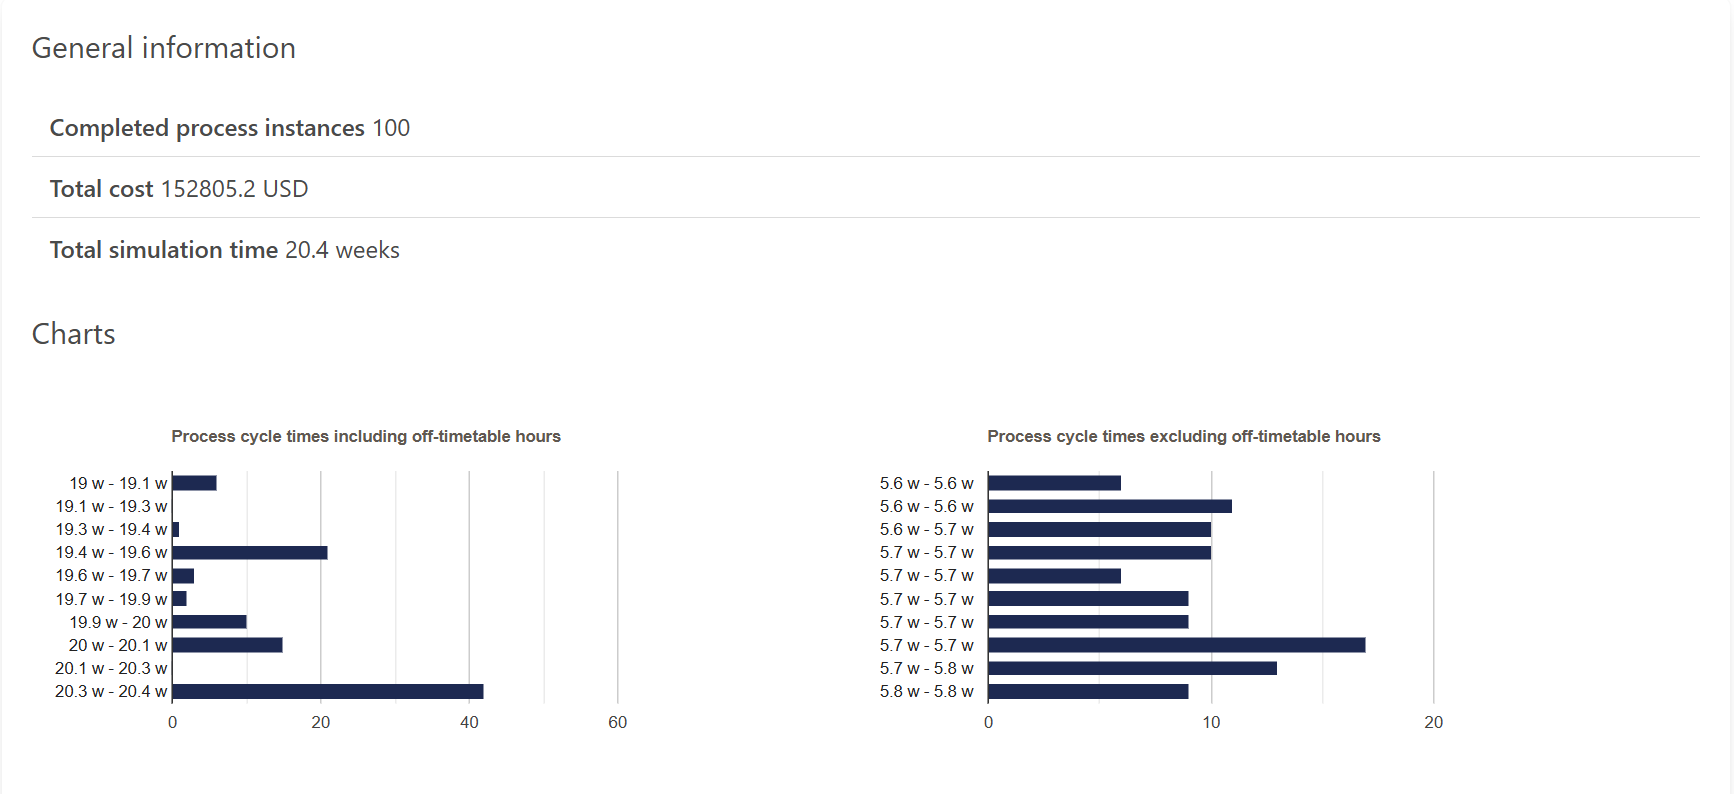 General information
Completed process instances 100
Total cost 152805.2 USD
Total simulation time 20.4 weeks
Charts
Process cycle times including off-timetable hours
19 w - 19.1 w
19.1 w - 19.3 w
19.3 w - 19.4 w
19.4 w - 19.6 w
19.6 w - 19.7 w
19.7 w - 19.9 w
19.9 w - 20 w
20 w - 20.1 w
20.1 w - 20.3 w
20.3 w - 20.4 w
0 20 40 60
Process cycle times excluding off-timetable hours
5.6 w - 5.6 w
5.6 w - 5.6 w
5.6 w - 5.7 w
5.7 w - 5.7 w
5.7 w - 5.7 w
5.7 w - 5.7 w
5.7 w - 5.7 w
5.7 w - 5.7 w
5.7 w - 5.8 w
5.8 w - 5.8 w
0 10 20